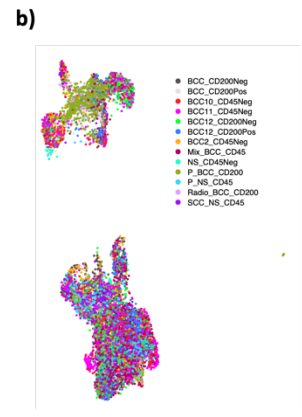 b)
BCC_CD200Neg
BCC_CD200Pos
BCC10_CD45Neg
BCC11_CD45Neg
BCC12_CD200Neg
BCC12_CD200Pos
BCC2_CD45Neg
Mix_BCC_CD45
NS_CD45Neg
P_BCC_CD200
P_NS_CD45
Radio_BCC_CD200
SCC_NS_CD45